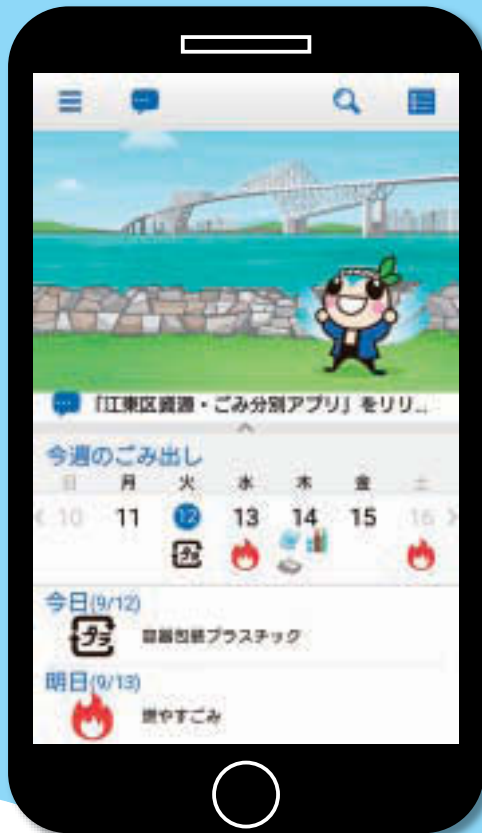 「江東区資源・ごみ分別アプリ」をリリ...
今週のごみ出し
日 月 火 水 木 金 土
< 10 11 12 13 14 15 16 >
プラ
今日(9/12)
プラ 容器包装プラスチック
明日(9/13)
燃やすごみ